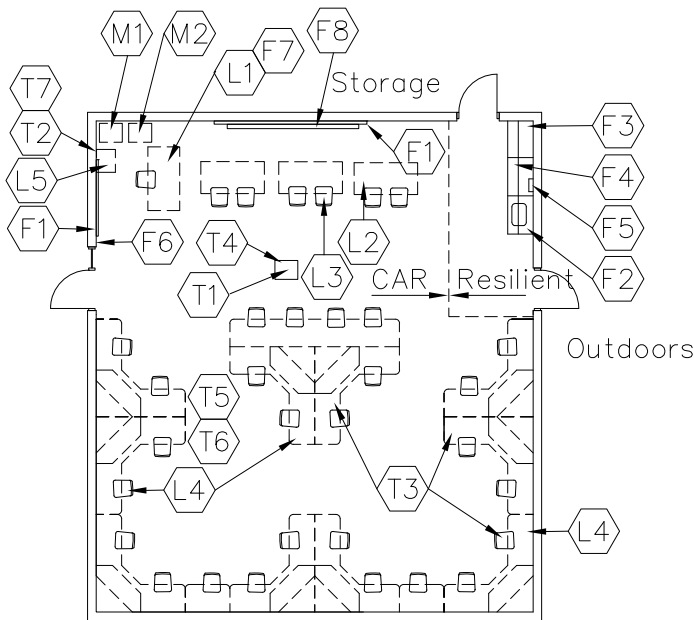 M1
M2
F7
L1
F8
Storage
T7
T2
L5
F1
F6
F1
F3
F4
F5
F2
T4
T1
L3
L2
CAR
Resilient
Outdoors
T5
T6
L4
T3
L4